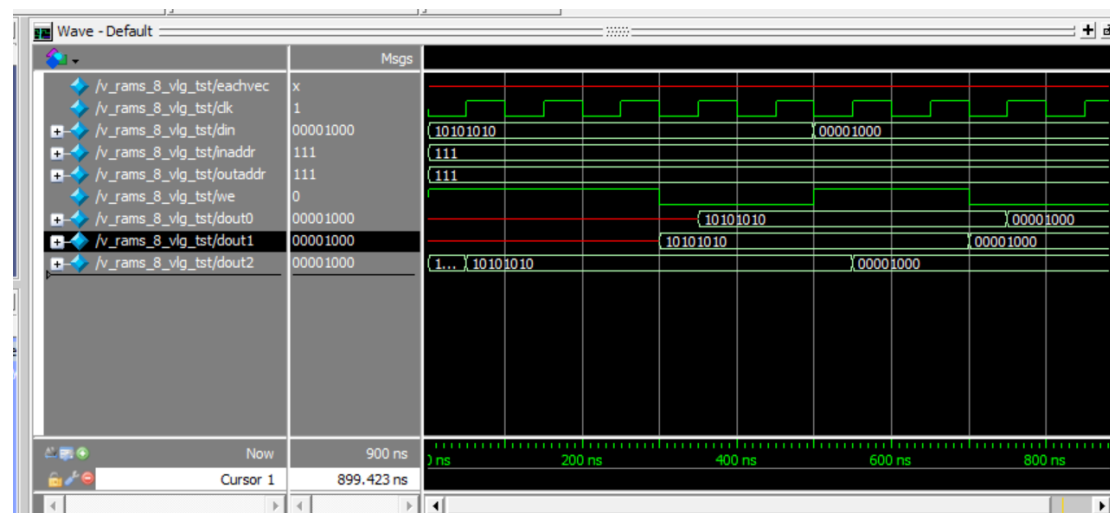 Wave - Default
Msgs
/v_rams_8_vlg_tst/eachvec x
/v_rams_8_vlg_tst/clk 1
/v_rams_8_vlg_tst/din 00001000 10101010 00001000
/v_rams_8_vlg_tst/inaddr 111 111
/v_rams_8_vlg_tst/outaddr 111 111
/v_rams_8_vlg_tst/we 0
/v_rams_8_vlg_tst/dout0 00001000 10101010 00001000
/v_rams_8_vlg_tst/dout1 00001000 10101010 00001000
/v_rams_8_vlg_tst/dout2 00001000 1... 10101010 00001000
Now 900 ns ns 200 ns 400 ns 600 ns 800 ns
Cursor 1 899.423 ns